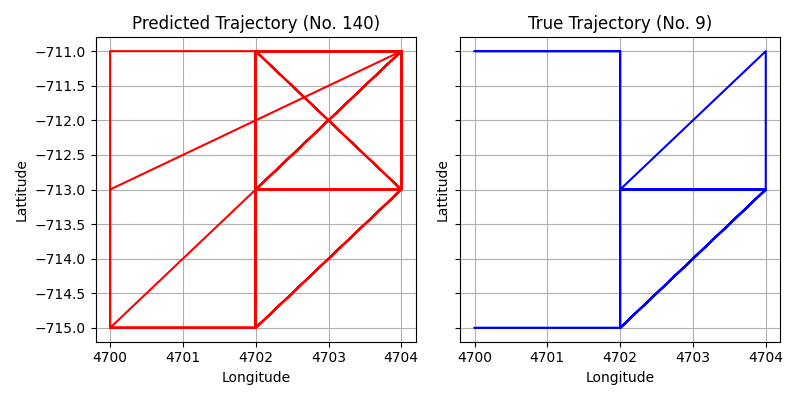 Predicted Trajectory (No. 140)
True Trajectory (No. 9)
Lattitude
−711.0
−711.5
−712.0
−712.5
−713.0
−713.5
−714.0
−714.5
−715.0
Lattitude
4700 4701 4702 4703 4704
4700 4701 4702 4703 4704
Longitude
Longitude